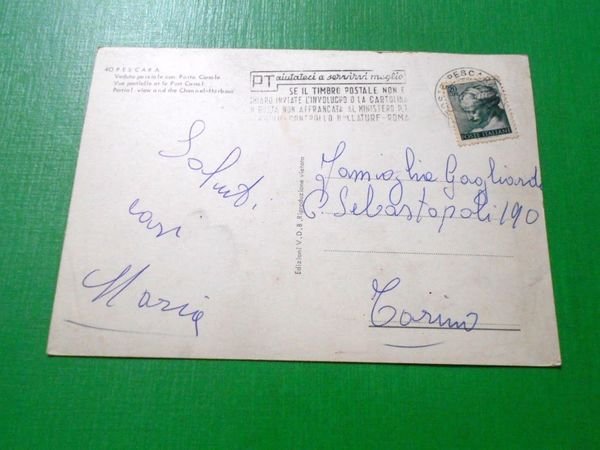 40 PESCARA
Veduta parziale con Porto Canale
Vue partielle et le Port Canal
Partial view and the Channel-Harbour
PT aiutateci a servirvi meglio
SE IL TIMBRO POSTALE NON È
CHIARO INVIATE L'INVOLUCRO O LA CARTOLINA
IN BUSTA NON AFFRANCATA AL MINISTERO P.T.
CONTROLLO BOLLATURE-ROMA
PESCARA
POSTE ITALIANE
Saluti,
cari
Maria
Edizioni V.D.B. Riproduzione vietata
Famiglia Gagliardi
C. Sebastopoli 190
Torino